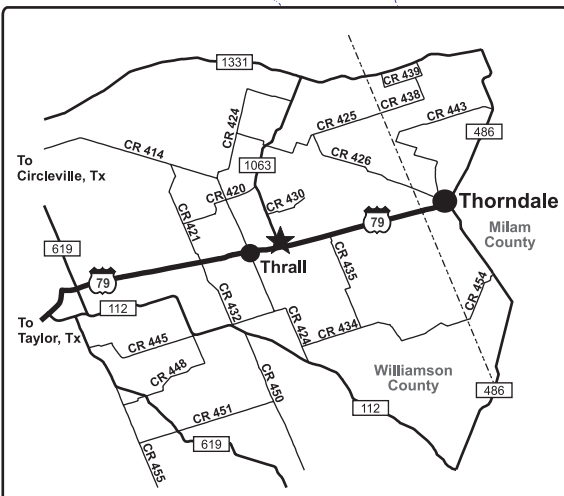 1331
CR 439
CR 438
CR 424
CR 425
CR 443
486
CR 414
CR 426
To
Circleville, Tx
1063
CR 420
CR 430
Thorndale
79
Milam
County
CR 421
619
Thrall
CR 435
79
CR 454
112
CR 432
To
Taylor, Tx
CR 424
CR 434
CR 445
CR 448
Williamson
County
CR 450
486
112
CR 451
619
CR 455